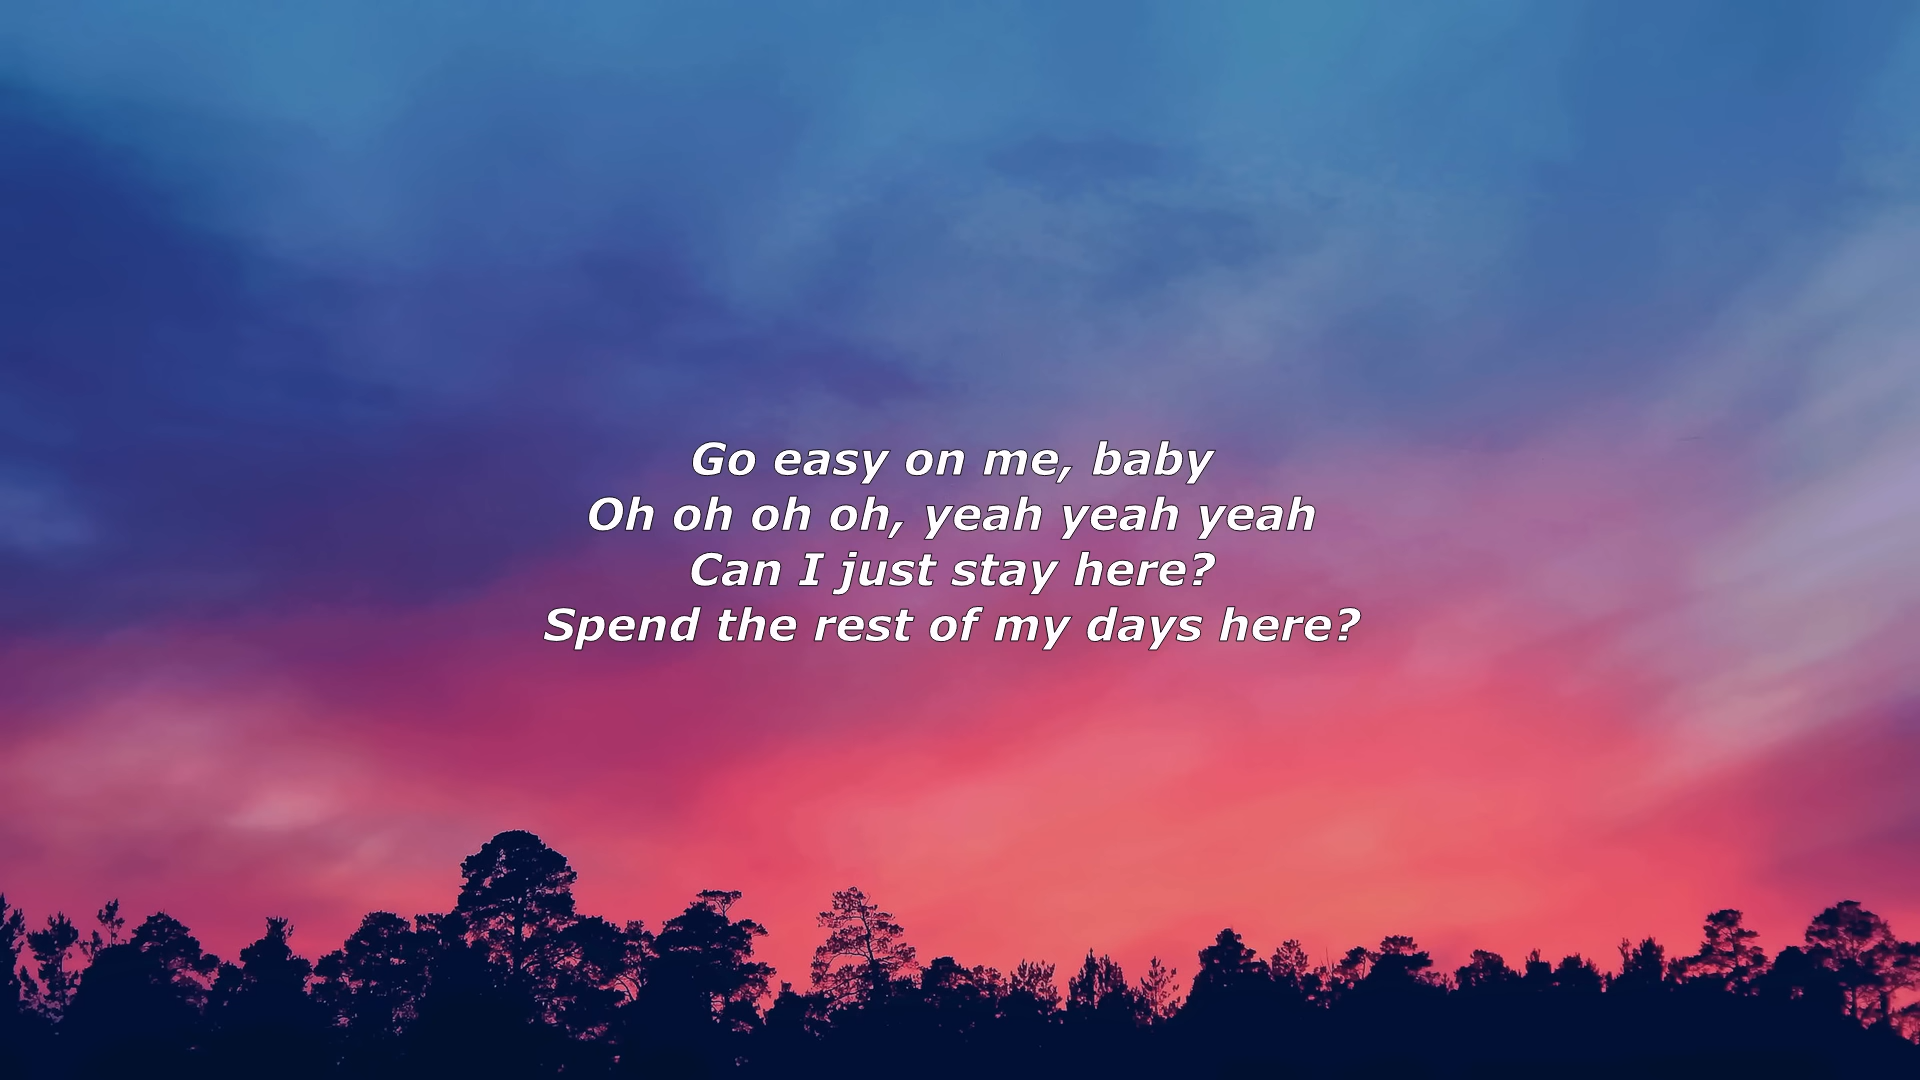 Go easy on me, baby
Oh oh oh oh, yeah yeah yeah
Can I just stay here?
Spend the rest of my days here?